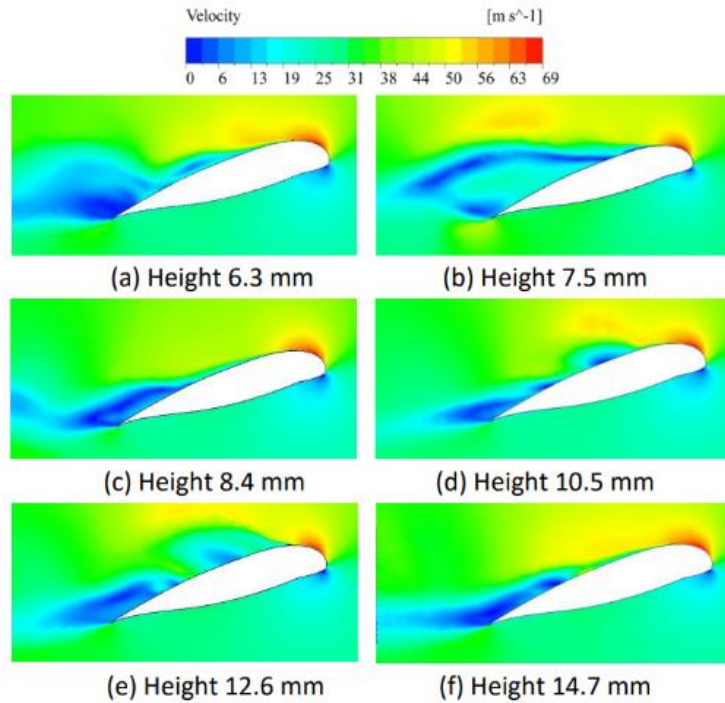 Velocity [m s^-1]
0 6 13 19 25 31 38 44 50 56 63 69
(a) Height 6.3 mm
(b) Height 7.5 mm
(c) Height 8.4 mm
(d) Height 10.5 mm
(e) Height 12.6 mm
(f) Height 14.7 mm